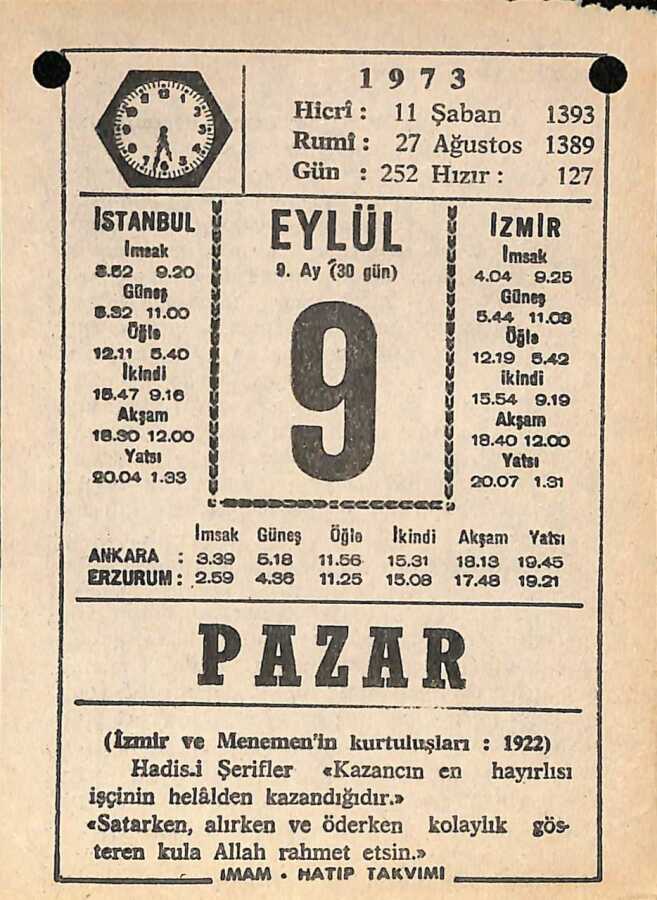 1973
Hicrî : 11 Şaban 1393
Rumî : 27 Ağustos 1389
Gün : 252 Hızır : 127
İSTANBUL
İmsak
3.52 9.20
Güneş
5.32 11.00
Öğle
12.11 5.40
İkindi
15.47 9.16
Akşam
18.30 12.00
Yatsı
20.04 1.33
EYLÜL
9. Ay (30 gün)
9
İZMİR
İmsak
4.04 9.25
Güneş
5.44 11.03
Öğle
12.19 5.42
ikindi
15.54 9.19
Akşam
18.40 12.00
Yatsı
20.07 1.31
İmsak Güneş Öğle İkindi Akşam Yatsı
ANKARA : 3.39 5.18 11.56 15.31 18.13 19.45
ERZURUM : 2.59 4.36 11.25 15.08 17.48 19.21
PAZAR
(İzmir ve Menemen'in kurtuluşları : 1922)
Hadis-i Şerifler «Kazancın en hayırlısı
işçinin helâlden kazandığıdır.»
«Satarken, alırken ve öderken kolaylık gös-
teren kula Allah rahmet etsin.»
İMAM • HATİP TAKVİMİ